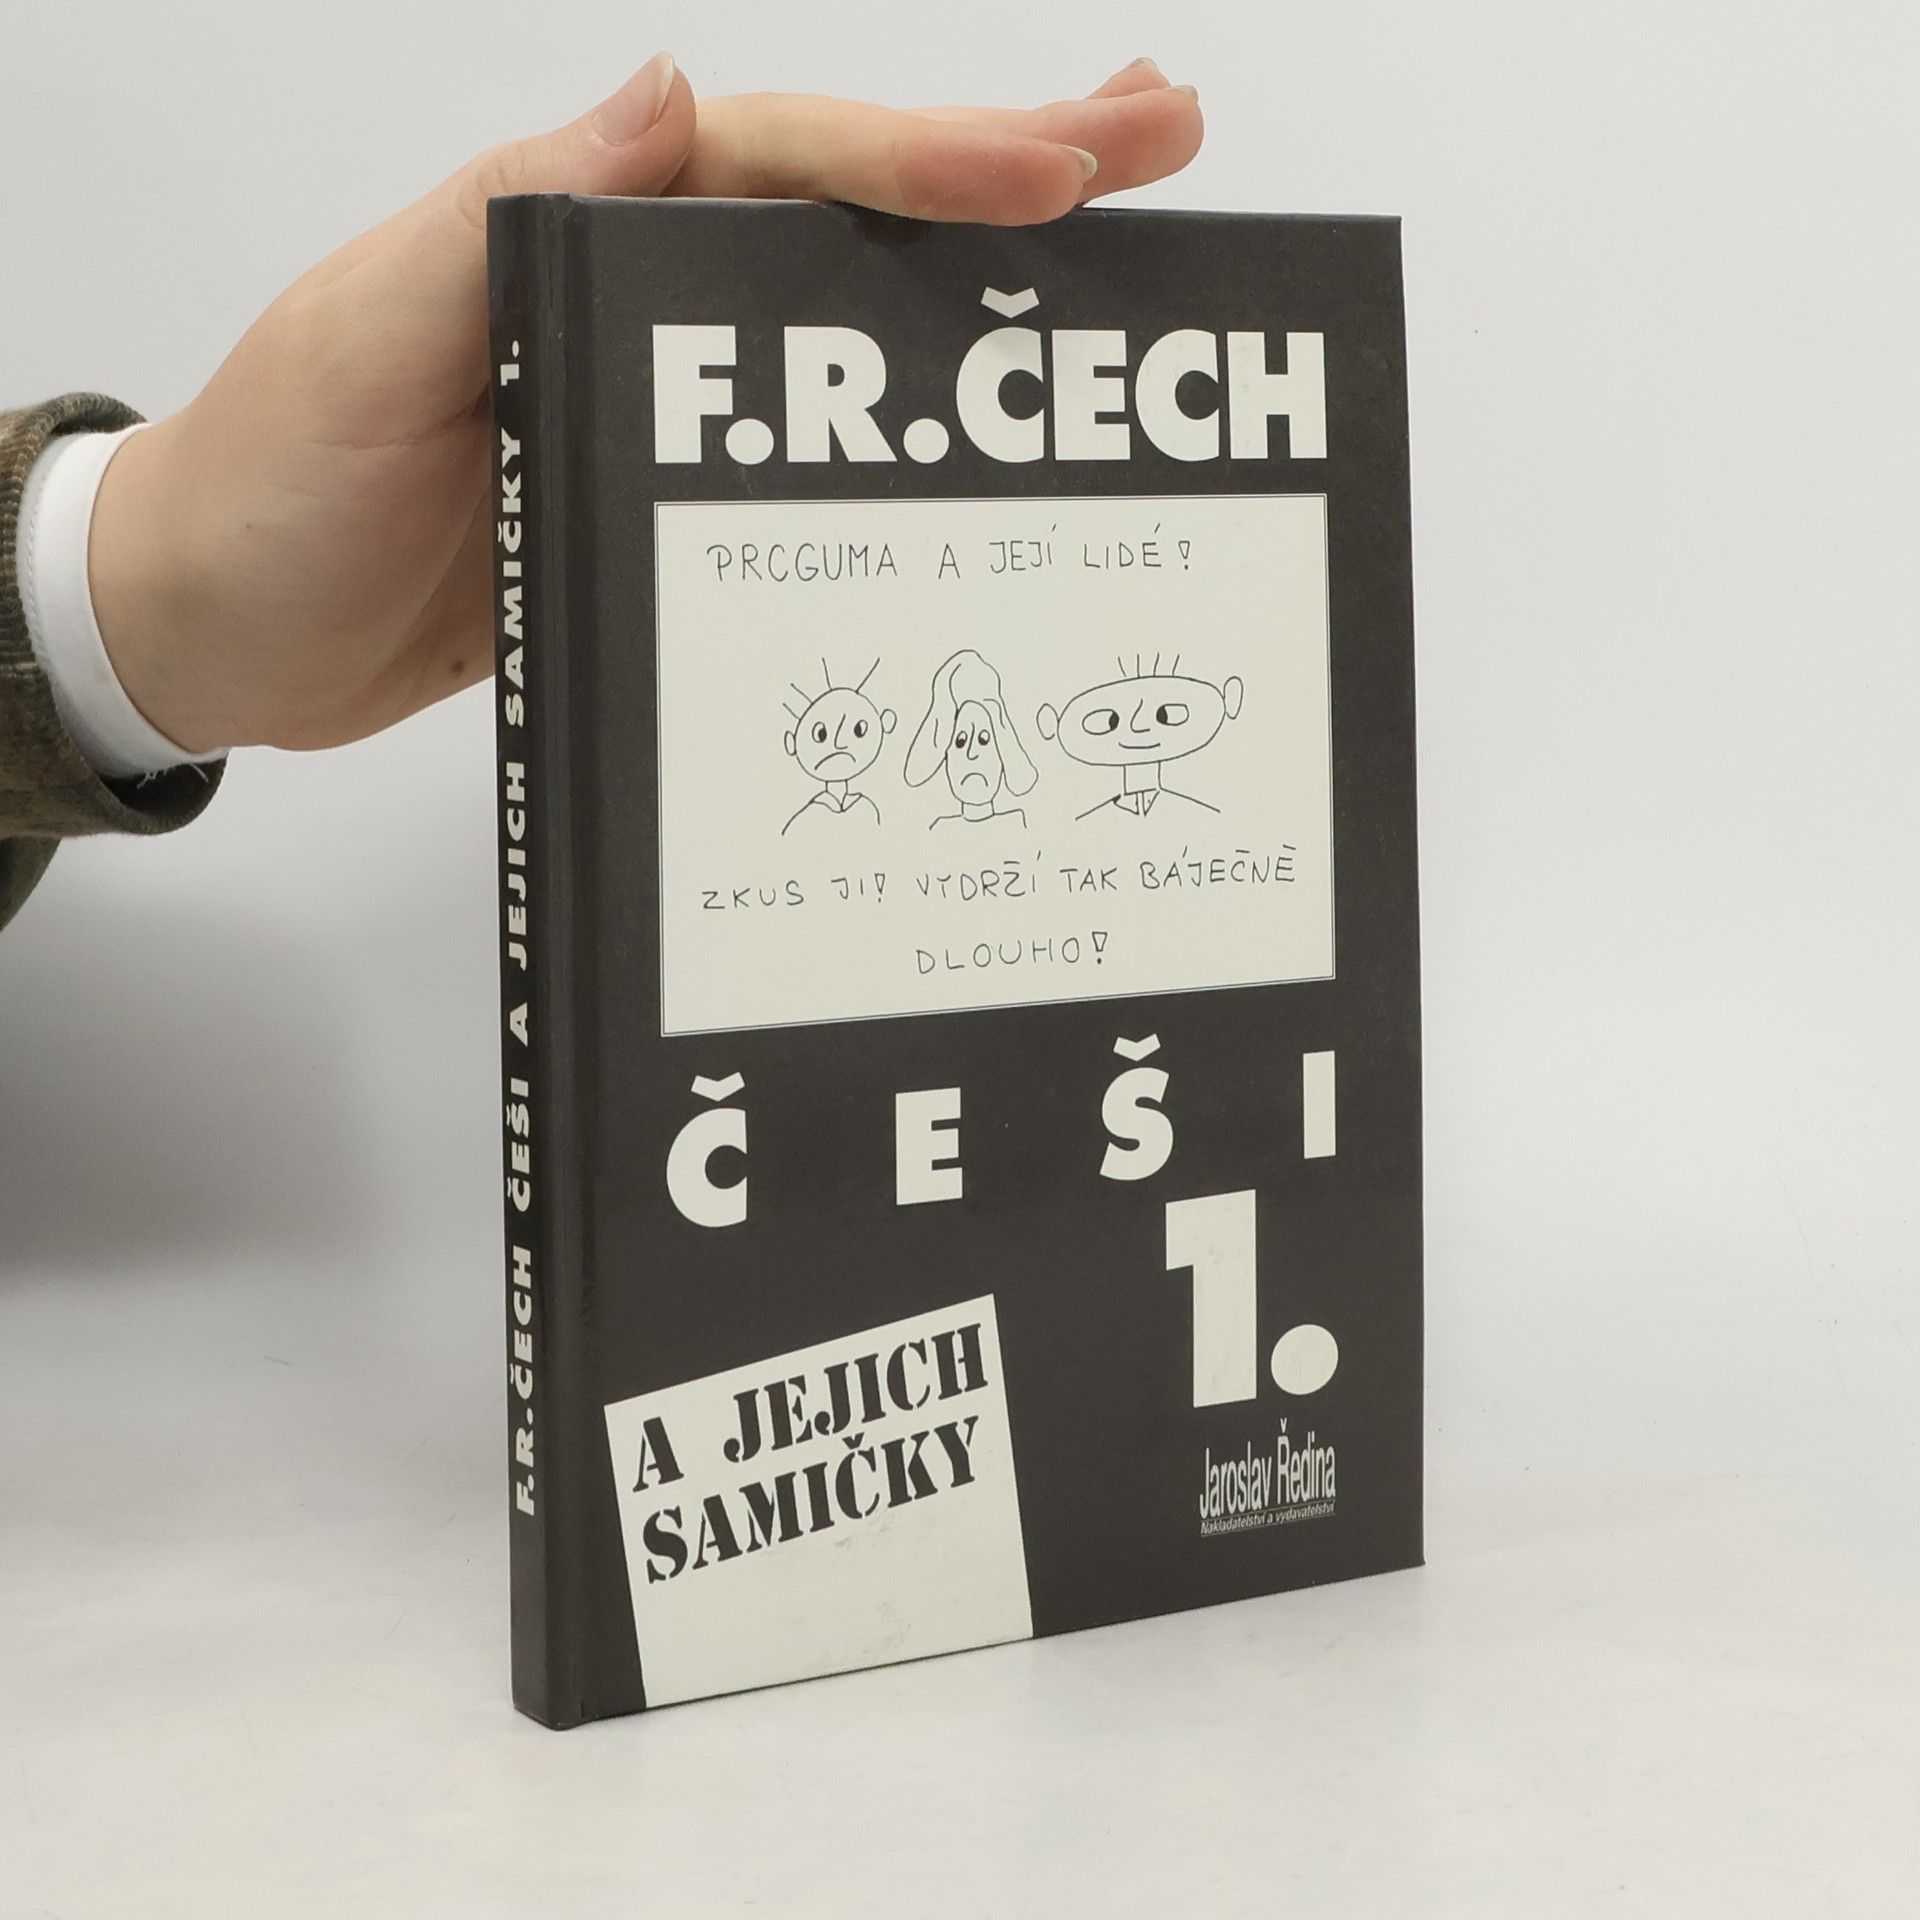 F.R.ČECH ČEŠI A JEJICH SAMIČKY 1.
F.R.ČECH
PRCGUMA A JEJÍ LIDÉ!
ZKUS JI! VYDRŽÍ TAK BÁJEČNĚ
DLOUHO!
ČEŠI
1.
A JEJICH
SAMIČKY
Jaroslav Ředina
Nakladatelství a vydavatelství